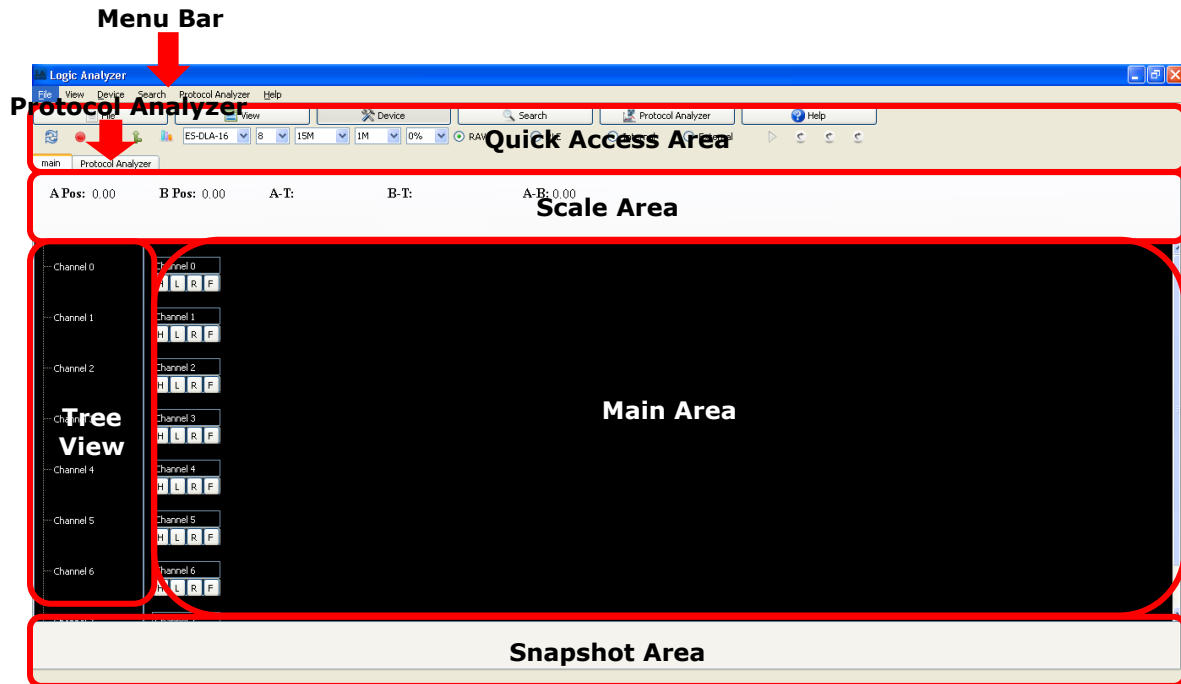 Menu Bar
Logic Analyzer
File View Device Search Protocol Analyzer Help
Protocol Analyzer
File View Device Search Protocol Analyzer Help
ES-DLA-16 8 15M 1M 0%
Quick Access Area
main Protocol Analyzer
A Pos: 0.00 B Pos: 0.00 A-T: B-T: A-B: 0.00
Scale Area
Channel 0 Channel 0
H L R F
Channel 1 Channel 1
H L R F
Channel 2 Channel 2
H L R F
Channel 3
H L R F
Tree View
Main Area
Channel 4 Channel 4
H L R F
Channel 5 Channel 5
H L R F
Channel 6 Channel 6
H L R F
Snapshot Area